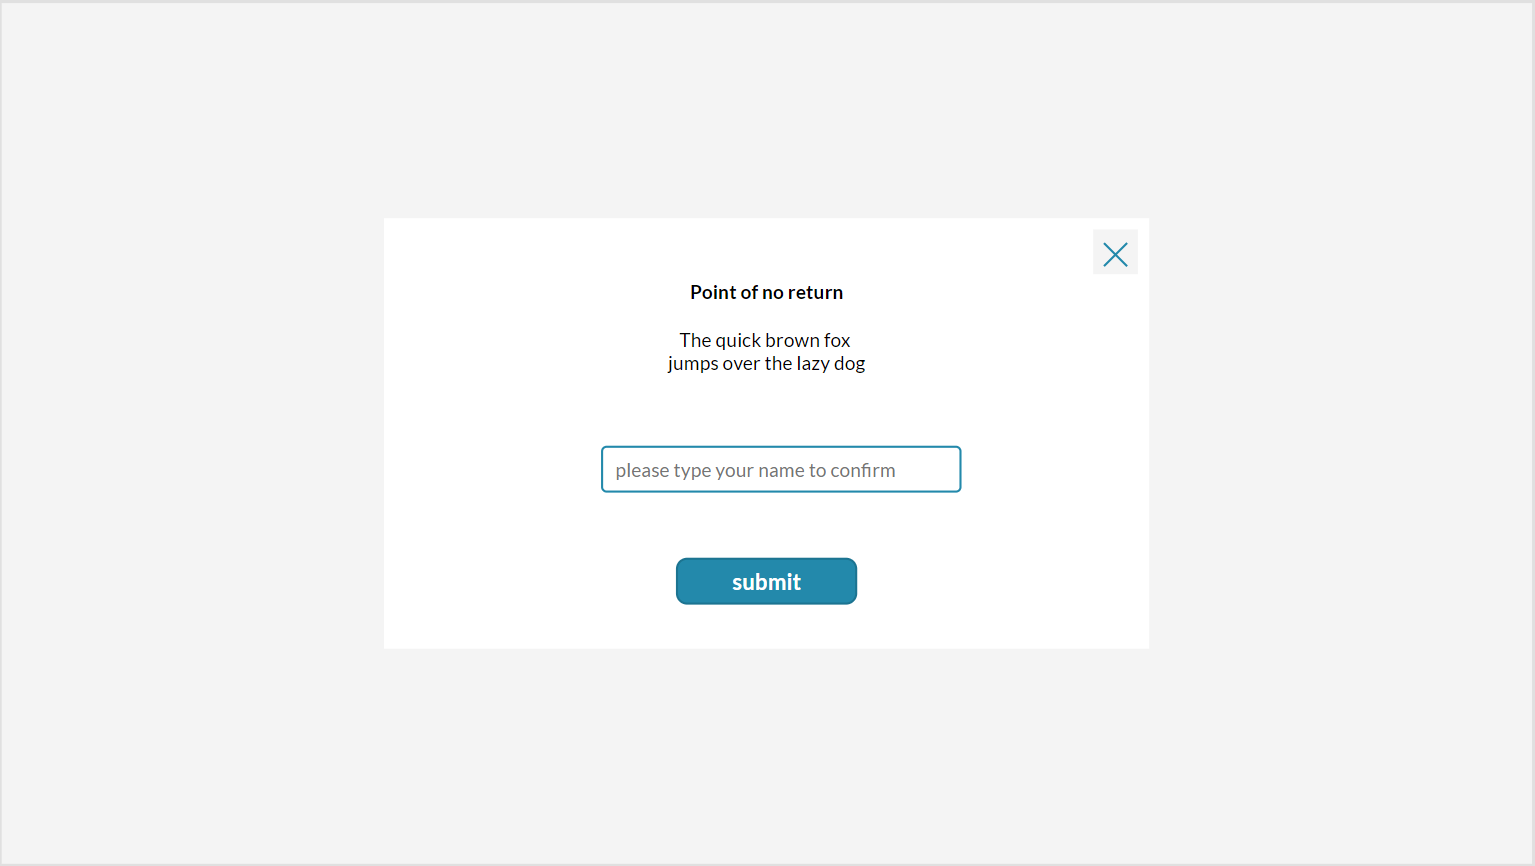 Point of no return
The quick brown fox
jumps over the lazy dog
please type your name to confirm
submit